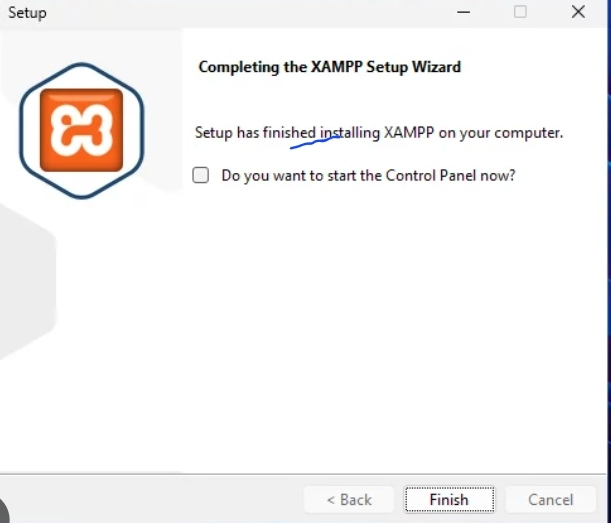 Setup
Completing the XAMPP Setup Wizard
Setup has finished installing XAMPP on your computer.
Do you want to start the Control Panel now?
< Back
Finish
Cancel